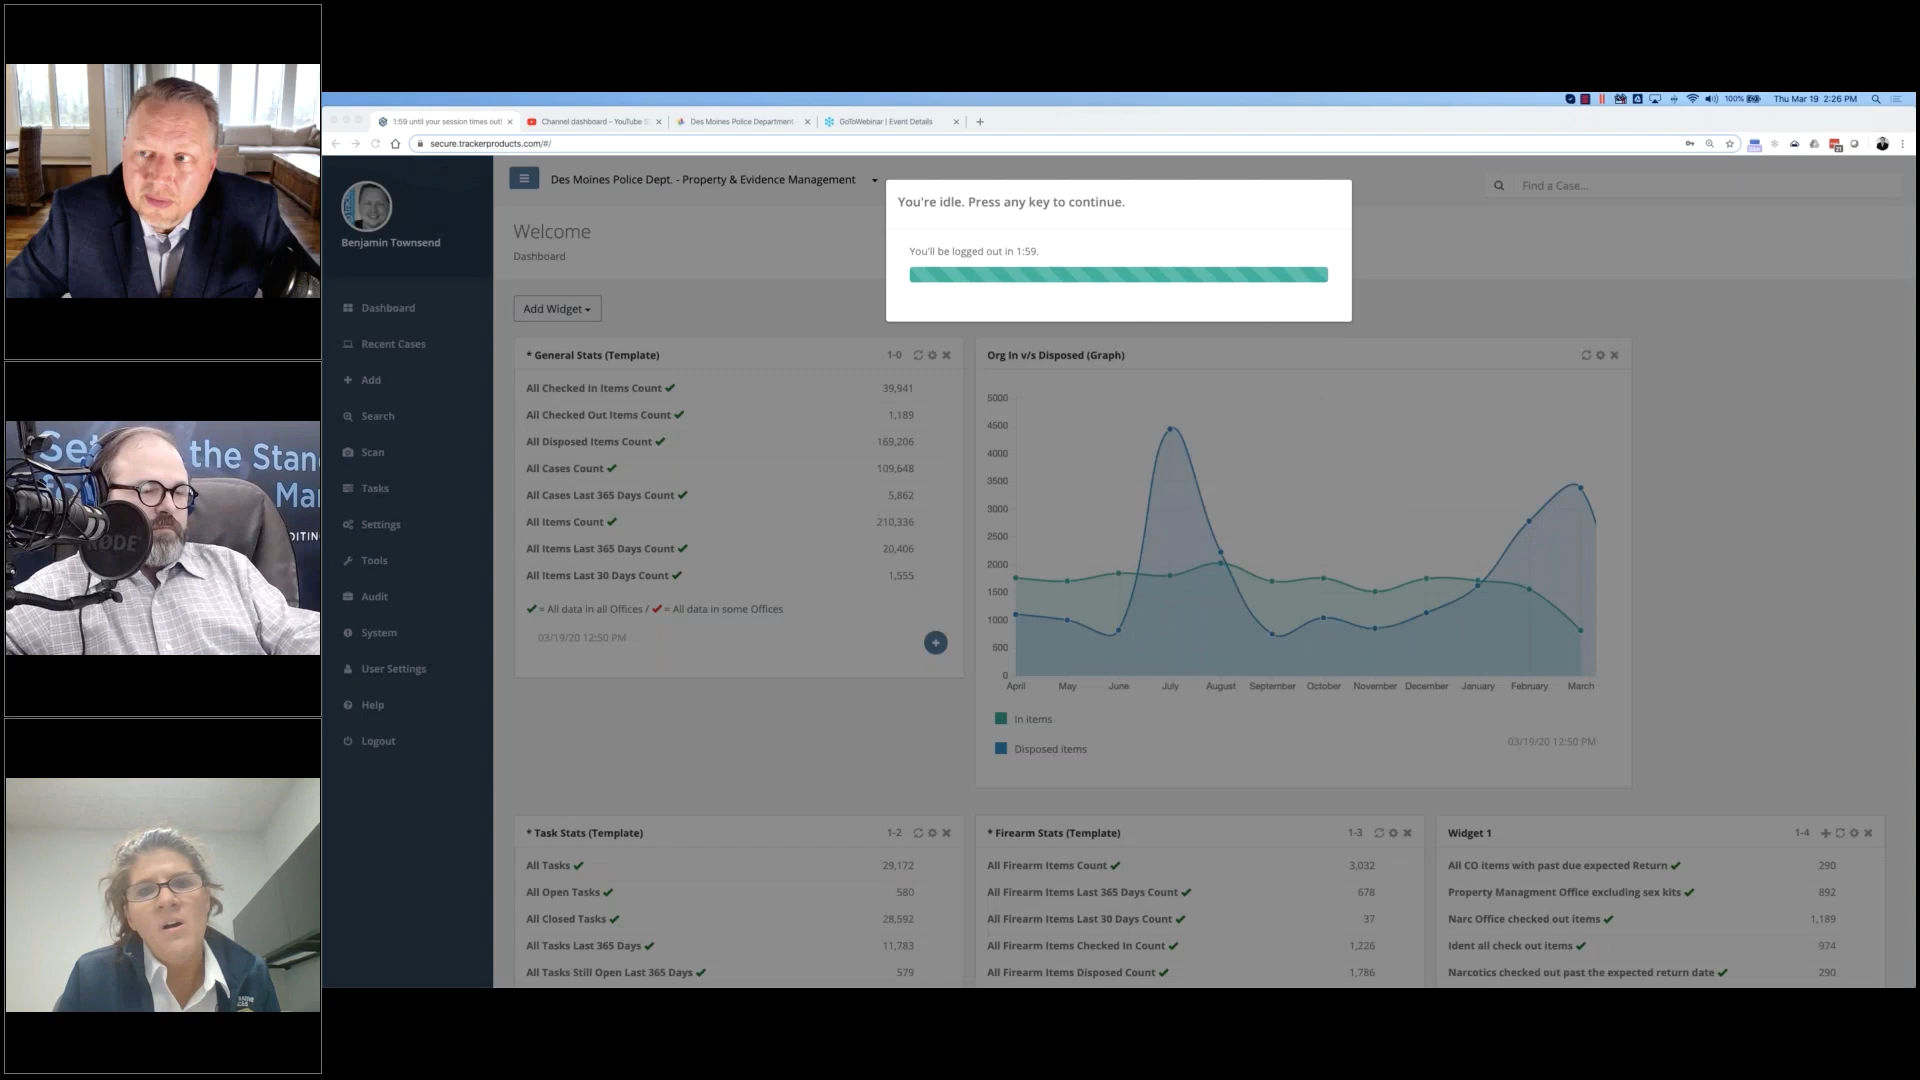 Set the Stan
fo Ma
DITIN
RØDE
100%
Thu Mar 19 2:26 PM
1:59 until your session times out!
Channel dashboard - YouTube S
Des Moines Police Department -
GoToWebinar | Event Details
secure.trackerproducts.com/#/
Benjamin Townsend
Dashboard
Recent Cases
Add
Search
Scan
Tasks
Settings
Tools
Audit
System
User Settings
Help
Logout
Des Moines Police Dept. - Property & Evidence Management
Find a Case...
You're idle. Press any key to continue.
You'll be logged out in 1:59.
Welcome
Dashboard
Add Widget
* General Stats (Template) 1-0
All Checked In Items Count ✔ 39,941
All Checked Out Items Count ✔ 1,189
All Disposed Items Count ✔ 169,206
All Cases Count ✔ 109,648
All Cases Last 365 Days Count ✔ 5,862
All Items Count ✔ 210,336
All Items Last 365 Days Count ✔ 20,406
All Items Last 30 Days Count ✔ 1,555
✔ = All data in all Offices / ✔ = All data in some Offices
03/19/20 12:50 PM
Org In v/s Disposed (Graph)
5000
4500
4000
3500
3000
2500
2000
1500
1000
500
0
April May June July August September October November December January February March
In items
Disposed items
03/19/20 12:50 PM
* Task Stats (Template) 1-2
All Tasks ✔ 29,172
All Open Tasks ✔ 580
All Closed Tasks ✔ 28,592
All Tasks Last 365 Days ✔ 11,783
All Tasks Still Open Last 365 Days ✔ 579
* Firearm Stats (Template) 1-3
All Firearm Items Count ✔ 3,032
All Firearm Items Last 365 Days Count ✔ 678
All Firearm Items Last 30 Days Count ✔ 37
All Firearm Items Checked In Count ✔ 1,226
All Firearm Items Disposed Count ✔ 1,786
Widget 1 1-4
All CO items with past due expected Return ✔ 290
Property Managment Office excluding sex kits ✔ 892
Narc Office checked out items ✔ 1,189
Ident all check out items ✔ 974
Narcotics checked out past the expected return date ✔ 290